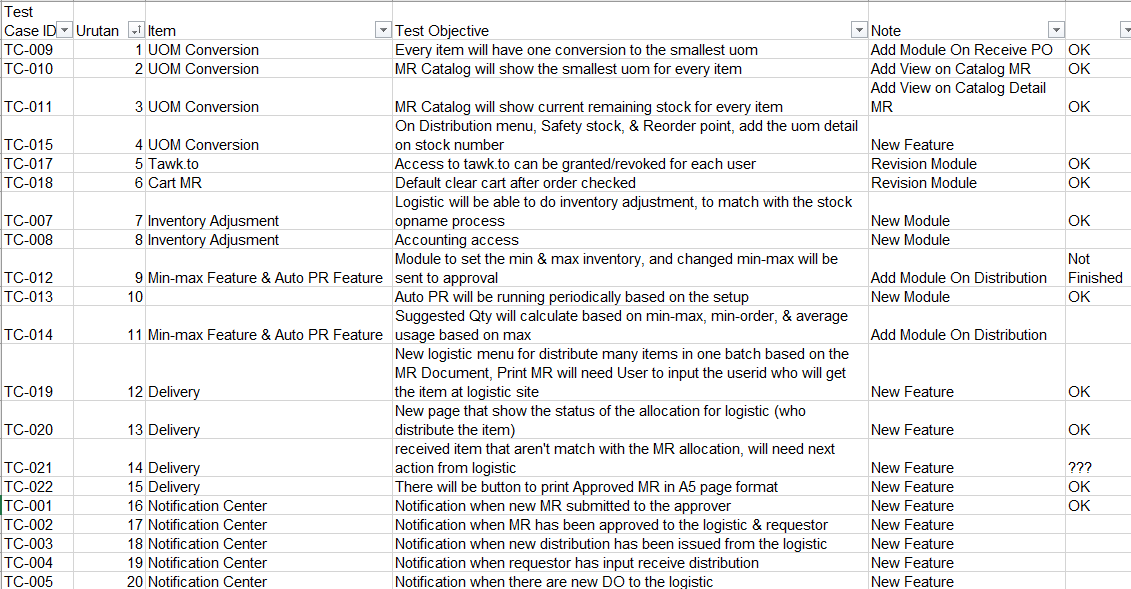 Test
Case ID Urutan Item Test Objective Note
TC-009 1 UOM Conversion Every item will have one conversion to the smallest uom Add Module On Receive PO OK
TC-010 2 UOM Conversion MR Catalog will show the smallest uom for every item Add View on Catalog MR OK
Add View on Catalog Detail
TC-011 3 UOM Conversion MR Catalog will show current remaining stock for every item MR OK
On Distribution menu, Safety stock, & Reorder point, add the uom detail
TC-015 4 UOM Conversion on stock number New Feature
TC-017 5 Tawk.to Access to tawk.to can be granted/revoked for each user Revision Module OK
TC-018 6 Cart MR Default clear cart after order checked Revision Module OK
Logistic will be able to do inventory adjustment, to match with the stock
TC-007 7 Inventory Adjusment opname process New Module OK
TC-008 8 Inventory Adjusment Accounting access New Module
Module to set the min & max inventory, and changed min-max will be Not
TC-012 9 Min-max Feature & Auto PR Feature sent to approval Add Module On Distribution Finished
TC-013 10 Auto PR will be running periodically based on the setup New Module OK
Suggested Qty will calculate based on min-max, min-order, & average
TC-014 11 Min-max Feature & Auto PR Feature usage based on max Add Module On Distribution
New logistic menu for distribute many items in one batch based on the
MR Document, Print MR will need User to input the userid who will get
TC-019 12 Delivery the item at logistic site New Feature OK
New page that show the status of the allocation for logistic (who
TC-020 13 Delivery distribute the item) New Feature OK
received item that aren't match with the MR allocation, will need next
TC-021 14 Delivery action from logistic New Feature ???
TC-022 15 Delivery There will be button to print Approved MR in A5 page format New Feature OK
TC-001 16 Notification Center Notification when new MR submitted to the approver New Feature OK
TC-002 17 Notification Center Notification when MR has been approved to the logistic & requestor New Feature
TC-003 18 Notification Center Notification when new distribution has been issued from the logistic New Feature
TC-004 19 Notification Center Notification when requestor has input receive distribution New Feature
TC-005 20 Notification Center Notification when there are new DO to the logistic New Feature